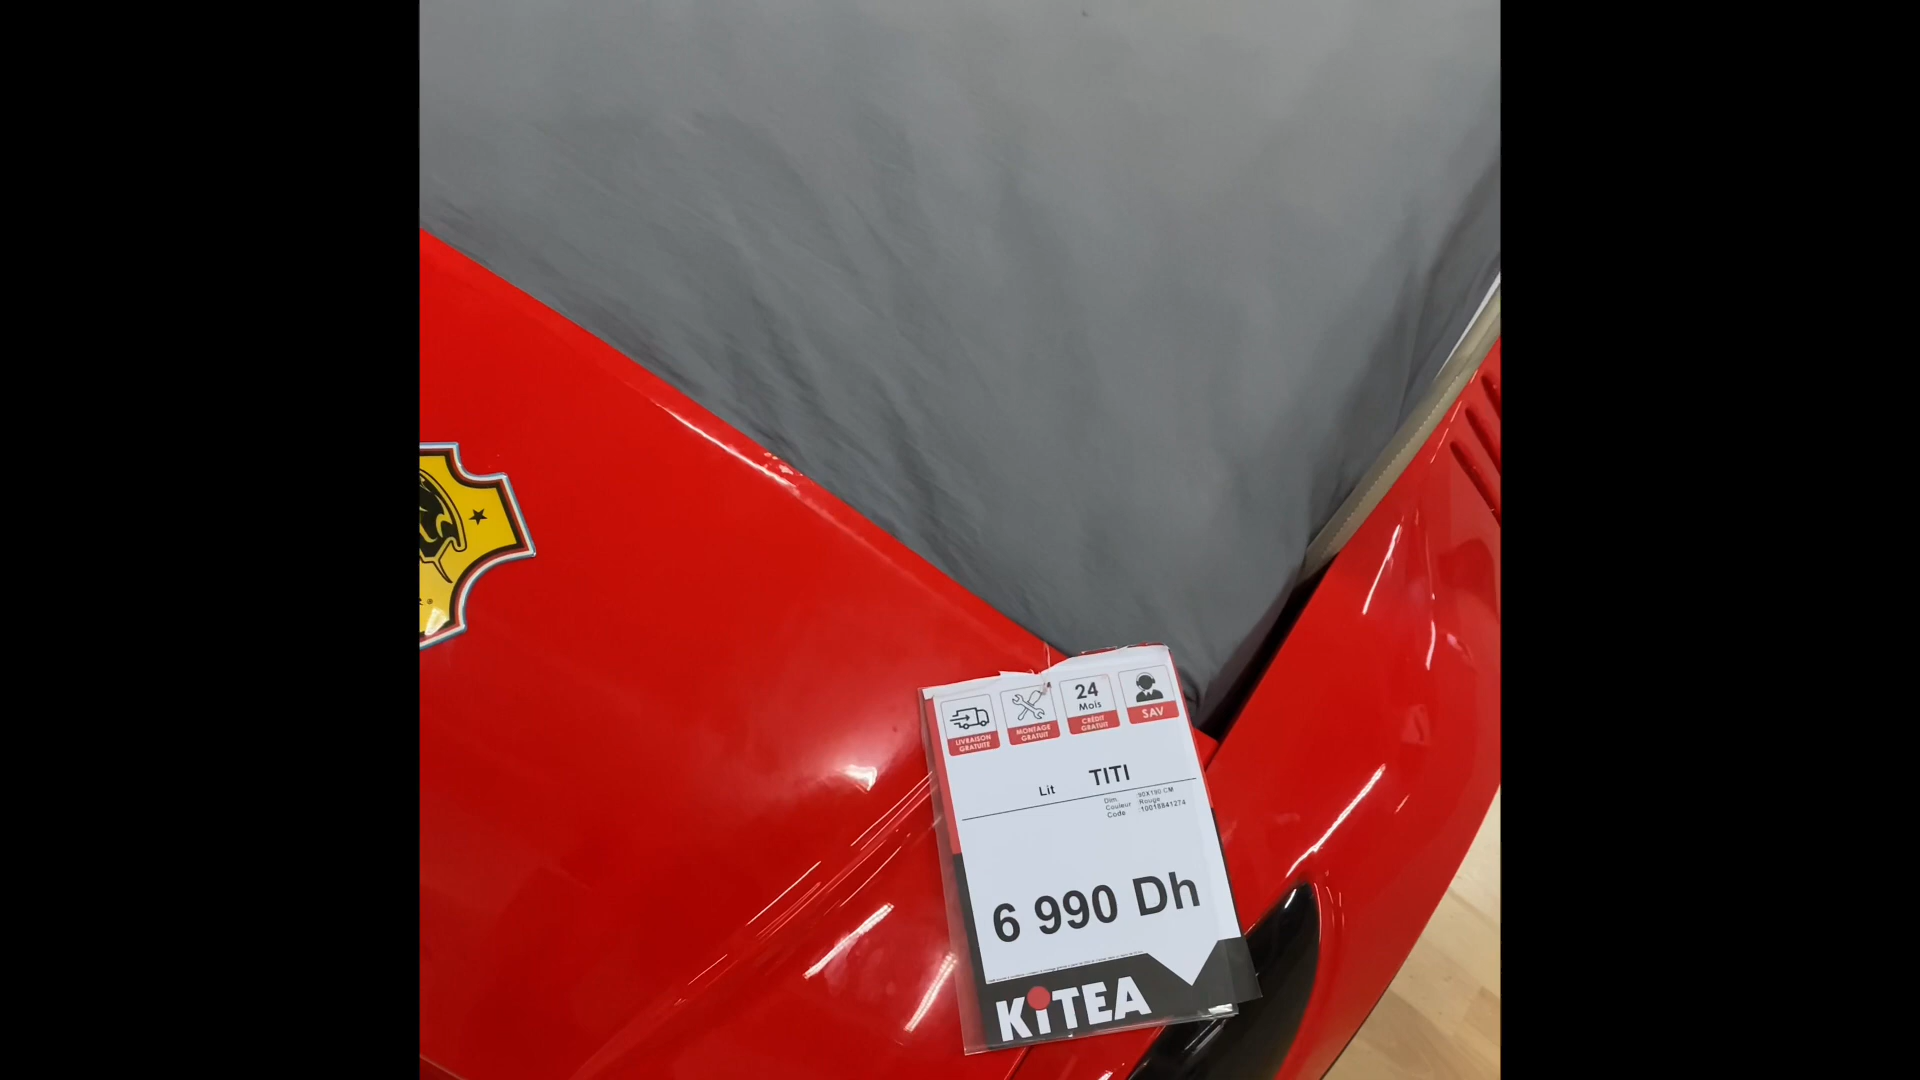 LIVRAISON
GRATUITE
MONTAGE
GRATUIT
24
Mois
CRÉDIT
GRATUIT
SAV
Lit TITI
Dim :90X190 CM
Couleur :Rouge
Code :10018841274
6 990 Dh
KITEA